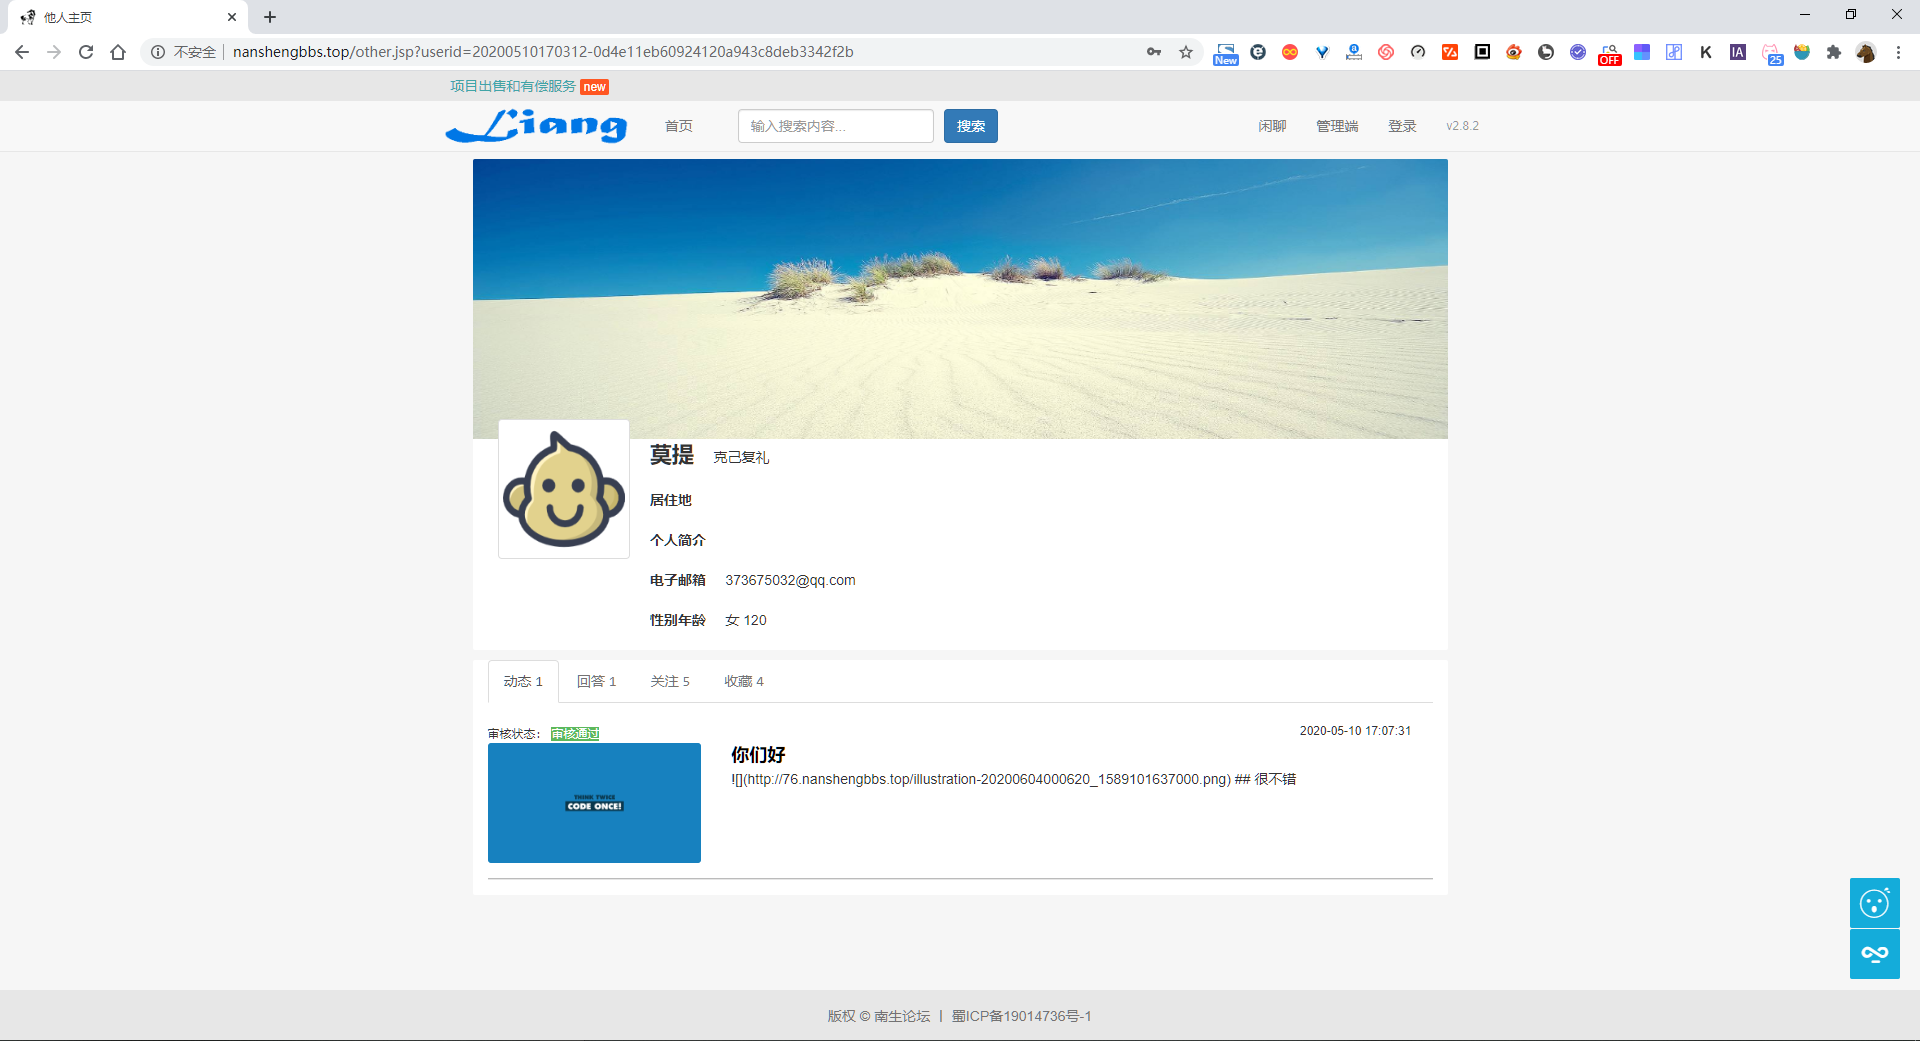 他人主页
不安全 nanshengbbs.top/other.jsp?userid=20200510170312-0d4e11eb60924120a943c8deb3342f2b
New
OFF
IA
25
项目出售和有偿服务 new
Liang 首页 输入搜索内容... 搜索 闲聊 管理端 登录 v2.8.2
莫提 克己复礼
居住地
个人简介
电子邮箱 373675032@qq.com
性别年龄 女 120
动态 1 回答 1 关注 5 收藏 4
审核状态： 审核通过 2020-05-10 17:07:31
THINK TWICE
CODE ONCE!
你们好
![](http://76.nanshengbbs.top/illustration-20200604000620_1589101637000.png) ## 很不错
版权 © 南生论坛 | 蜀ICP备19014736号-1